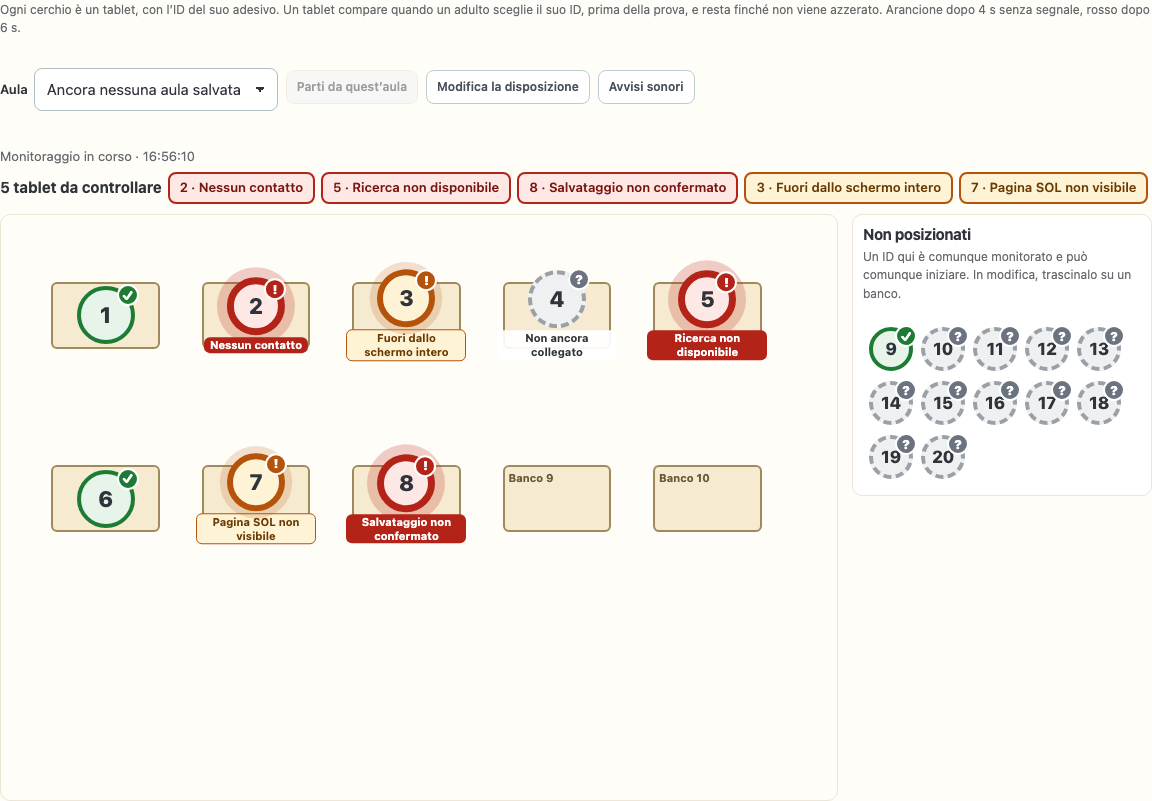 Ogni cerchio è un tablet, con l’ID del suo adesivo. Un tablet compare quando un adulto sceglie il suo ID, prima della prova, e resta finché non viene azzerato. Arancione dopo 4 s senza segnale, rosso dopo
6 s.
Aula
Ancora nessuna aula salvata
Parti da quest’aula
Modifica la disposizione
Avvisi sonori
Monitoraggio in corso · 16:56:10
5 tablet da controllare
2 · Nessun contatto
5 · Ricerca non disponibile
8 · Salvataggio non confermato
3 · Fuori dallo schermo intero
7 · Pagina SOL non visibile
1
2
!
Nessun contatto
3
!
Fuori dallo
schermo intero
4
?
Non ancora
collegato
5
!
Ricerca non
disponibile
6
7
!
Pagina SOL non
visibile
8
!
Salvataggio non
confermato
Banco 9
Banco 10
Non posizionati
Un ID qui è comunque monitorato e può
comunque iniziare. In modifica, trascinalo su un
banco.
9
10 ?
11 ?
12 ?
13 ?
14 ?
15 ?
16 ?
17 ?
18 ?
19 ?
20 ?